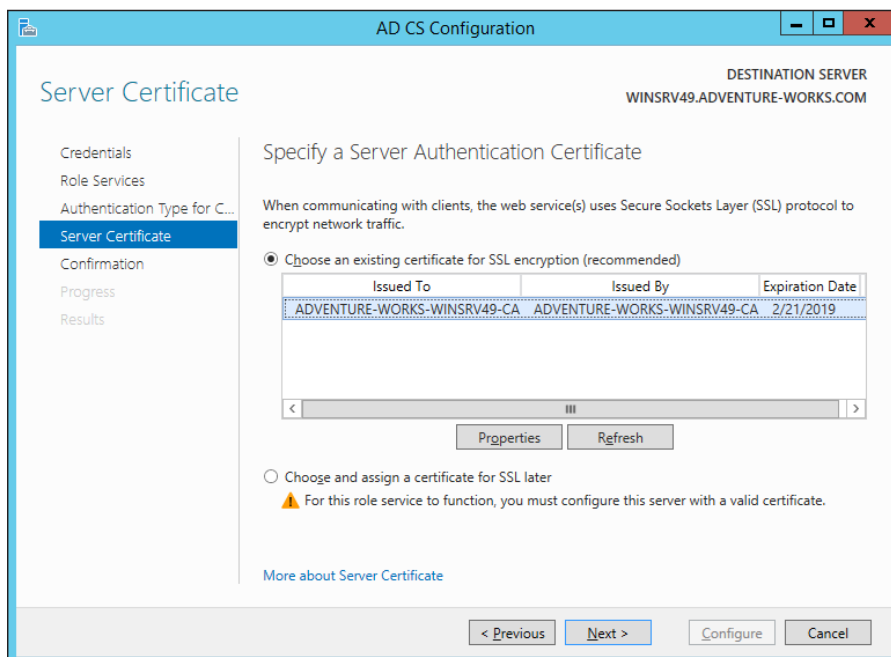 AD CS Configuration
Server Certificate
DESTINATION SERVER
WINSRV49.ADVENTURE-WORKS.COM
Credentials
Role Services
Authentication Type for C...
Server Certificate
Confirmation
Progress
Results
Specify a Server Authentication Certificate
When communicating with clients, the web service(s) uses Secure Sockets Layer (SSL) protocol to
encrypt network traffic.
Choose an existing certificate for SSL encryption (recommended)
Issued To Issued By Expiration Date
ADVENTURE-WORKS-WINSRV49-CA ADVENTURE-WORKS-WINSRV49-CA 2/21/2019
Properties Refresh
Choose and assign a certificate for SSL later
For this role service to function, you must configure this server with a valid certificate.
More about Server Certificate
< Previous Next > Configure Cancel